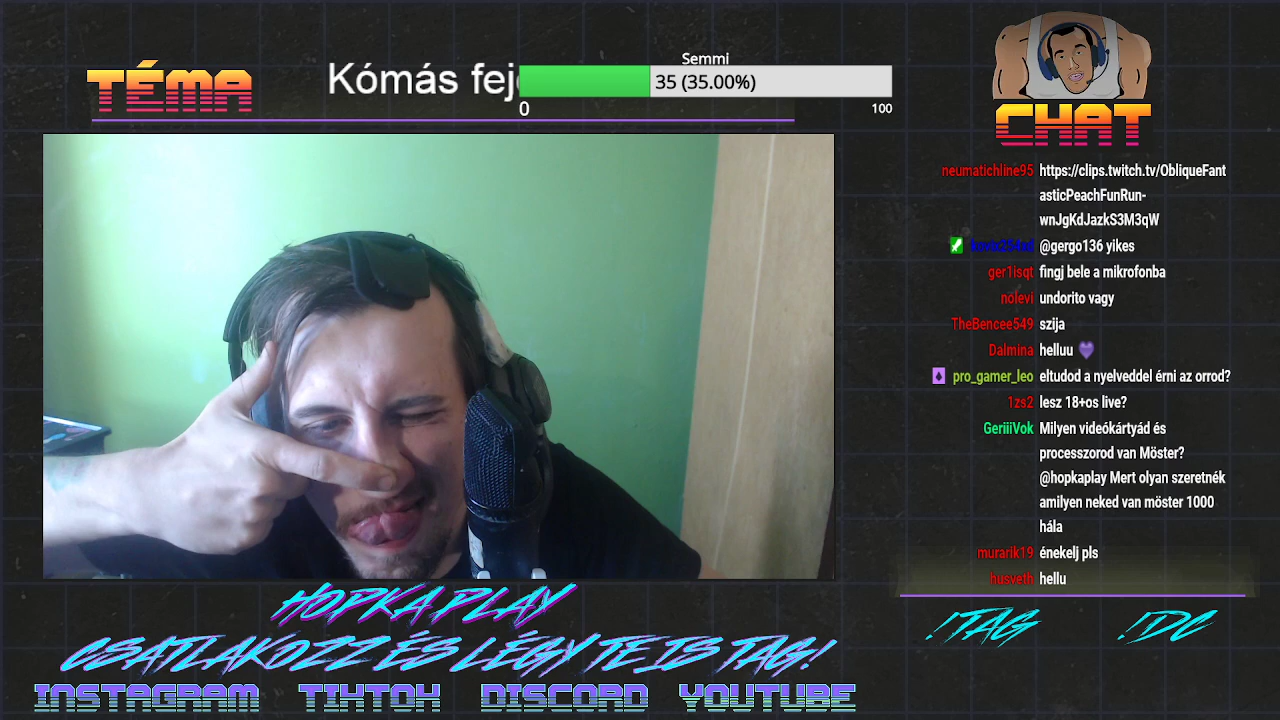 TÉMA
Kómás fej
Semmi
35 (35.00%)
0
100
CHAT
neumatichline95 https://clips.twitch.tv/ObliqueFant
asticPeachFunRun-
wnJgKdJazkS3M3qW
@gergo136 yikes
ger1isqt fingj bele a mikrofonba
nolevi undorito vagy
TheBencee549 szija
Dalmina helluu 💜
pro_gamer_leo eltudod a nyelveddel érni az orrod?
1zs2 lesz 18+os live?
GeriiiVok Milyen videókártyád és
processzorod van Möster?
@hopkaplay Mert olyan szeretnék
amilyen neked van möster 1000
hála
murarik19 énekelj pls
husveth hellu
!TAG !DC
HOPKA PLAY
CSATLAKOZZ ÉS LÉGY TE IS TAG!
INSTAGRAM TIKTOK DISCORD YOUTUBE